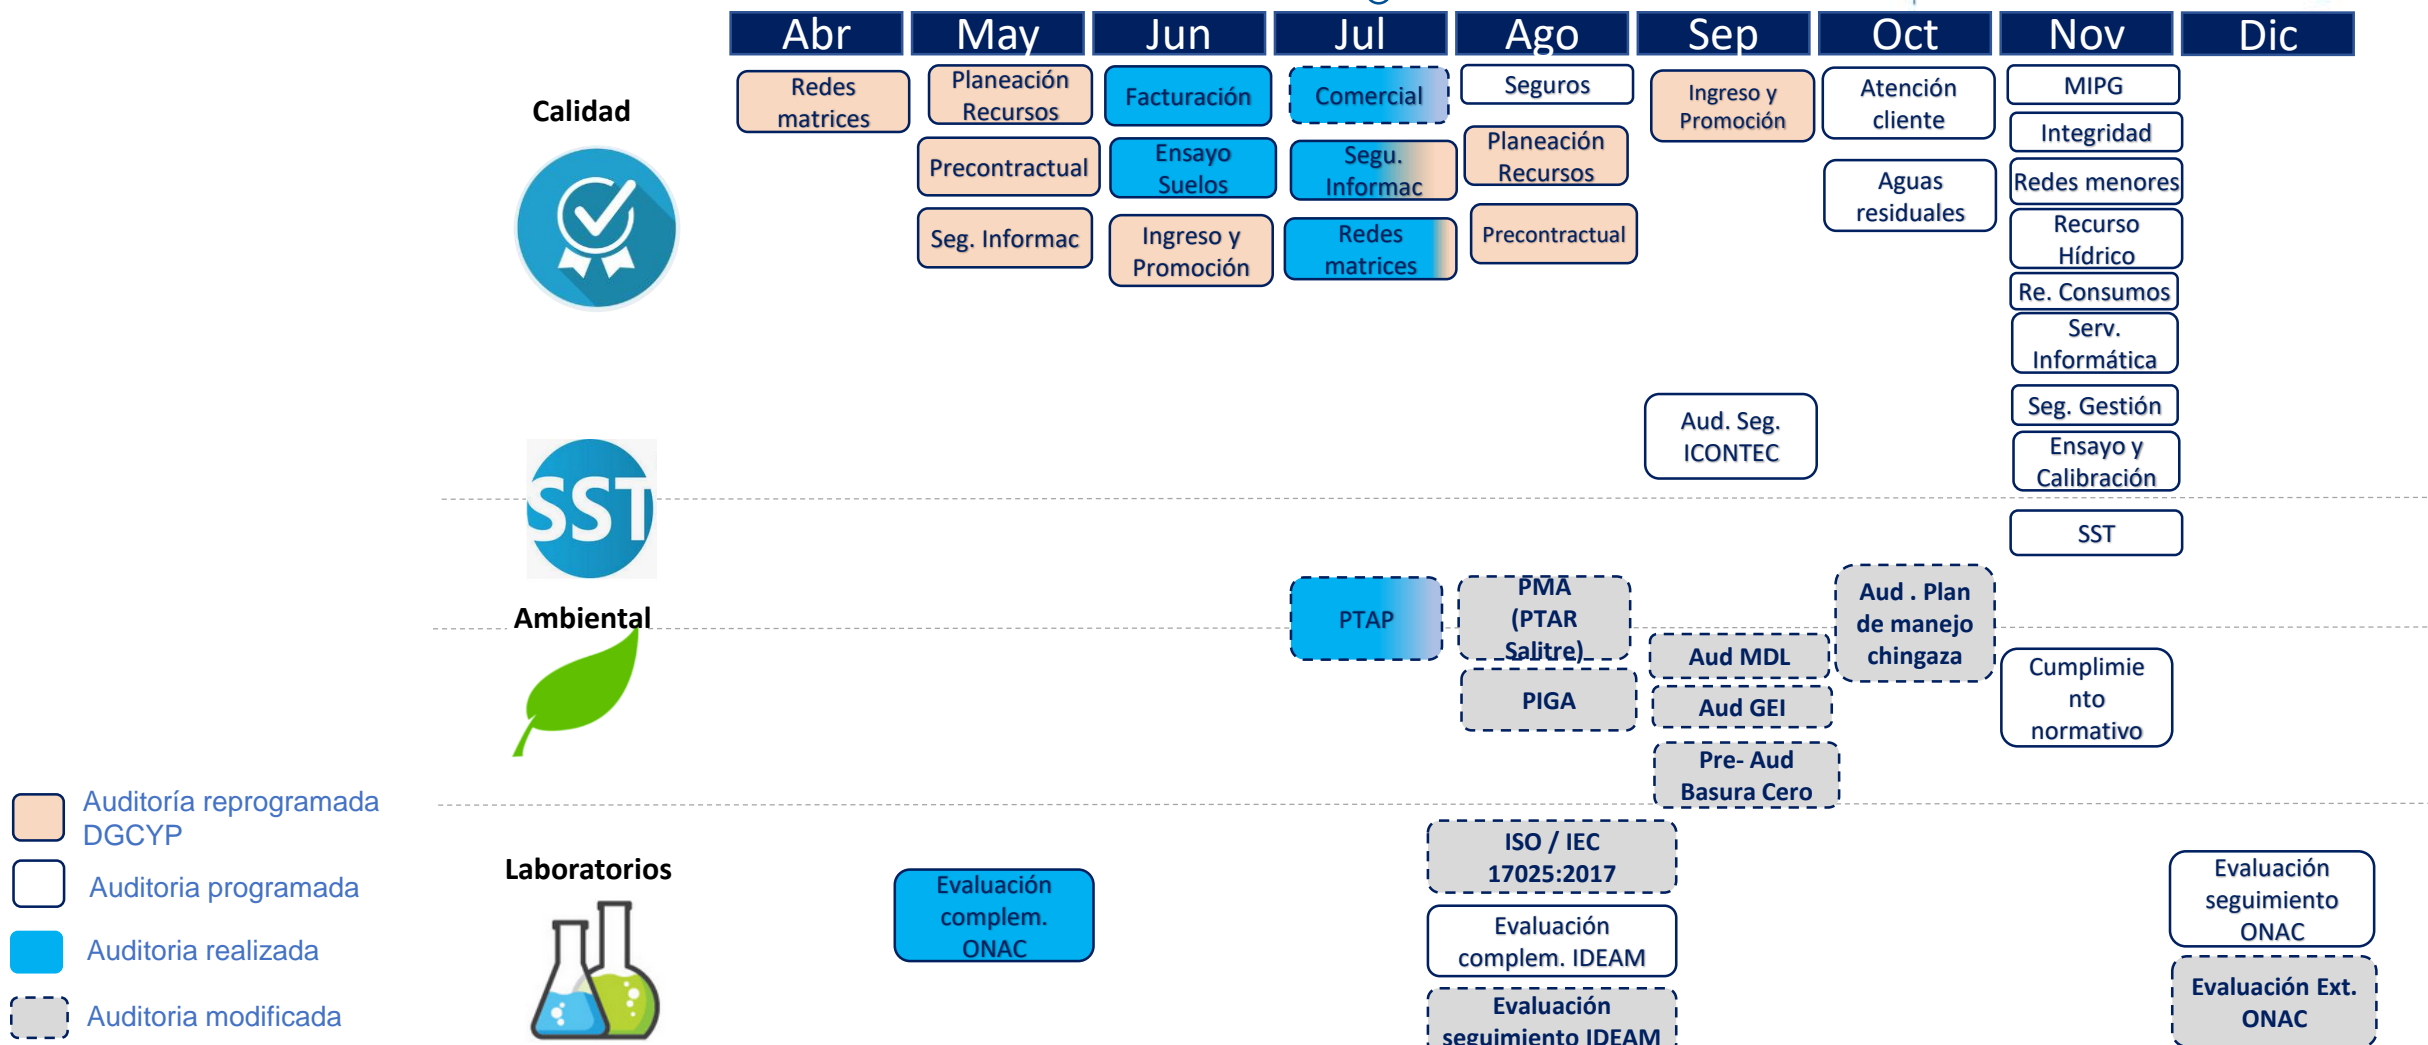 Abr
May
Jun
Jul
Ago
Sep
Oct
Nov
Dic
Calidad
Redes
matrices
Planeación
Recursos
Precontractual
Seg. Informac
Facturación
Ensayo
Suelos
Ingreso y
Promoción
Comercial
Segu.
Informac
Redes
matrices
Seguros
Planeación
Recursos
Precontractual
Ingreso y
Promoción
Atención
cliente
Aguas
residuales
MIPG
Integridad
Redes menores
Recurso
Hídrico
Re. Consumos
Serv.
Informática
Seg. Gestión
Ensayo y
Calibración
Aud. Seg.
ICONTEC
SST
SST
Ambiental
PTAP
PMA
(PTAR
Salitre)
PIGA
Aud MDL
Aud GEI
Pre- Aud
Basura Cero
Aud . Plan
de manejo
chingaza
Cumplimie
nto
normativo
Laboratorios
Evaluación
complem.
ONAC
ISO / IEC
17025:2017
Evaluación
complem. IDEAM
Evaluación
seguimiento IDEAM
Evaluación
seguimiento
ONAC
Evaluación Ext.
ONAC
Auditoría reprogramada
DGCYP
Auditoria programada
Auditoria realizada
Auditoria modificada